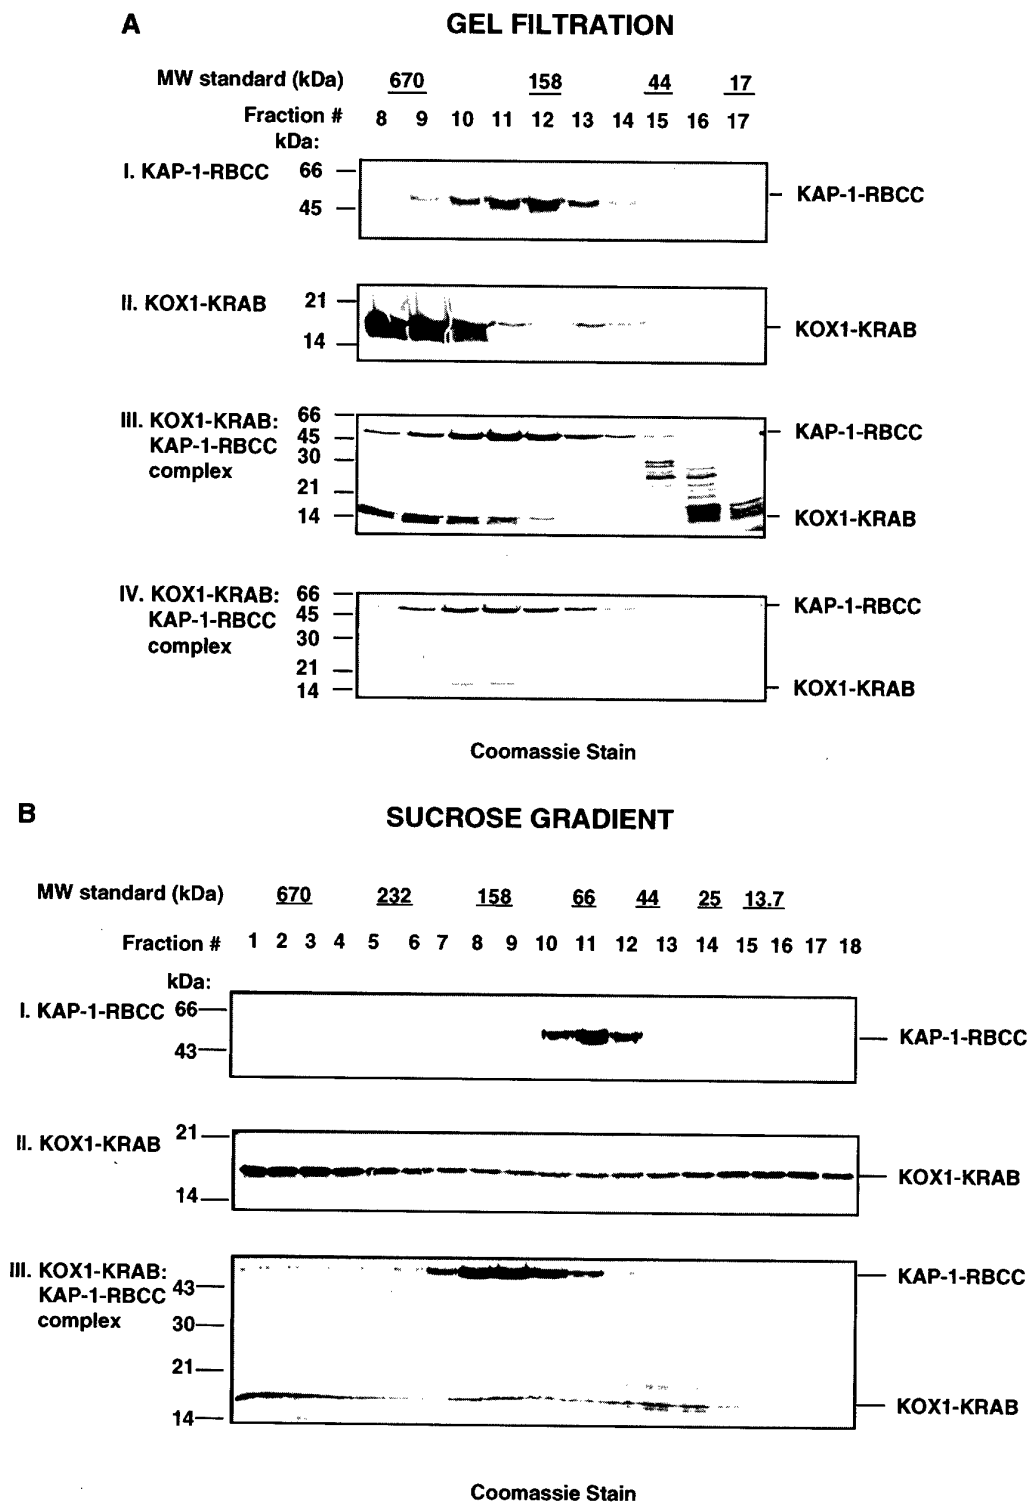 A
GEL FILTRATION
MW standard (kDa) 670 158 44 17
Fraction # 8 9 10 11 12 13 14 15 16 17
kDa:
I. KAP-1-RBCC 66
45
KAP-1-RBCC
II. KOX1-KRAB 21
14
KOX1-KRAB
III. KOX1-KRAB: 66
KAP-1-RBCC 45
complex 30
21
14
KAP-1-RBCC
KOX1-KRAB
IV. KOX1-KRAB: 66
KAP-1-RBCC 45
complex 30
21
14
KAP-1-RBCC
KOX1-KRAB
Coomassie Stain
B
SUCROSE GRADIENT
MW standard (kDa) 670 232 158 66 44 25 13.7
Fraction # 1 2 3 4 5 6 7 8 9 10 11 12 13 14 15 16 17 18
kDa:
I. KAP-1-RBCC 66
43
KAP-1-RBCC
II. KOX1-KRAB 21
14
KOX1-KRAB
III. KOX1-KRAB:
KAP-1-RBCC 43
complex 30
21
14
KAP-1-RBCC
KOX1-KRAB
Coomassie Stain